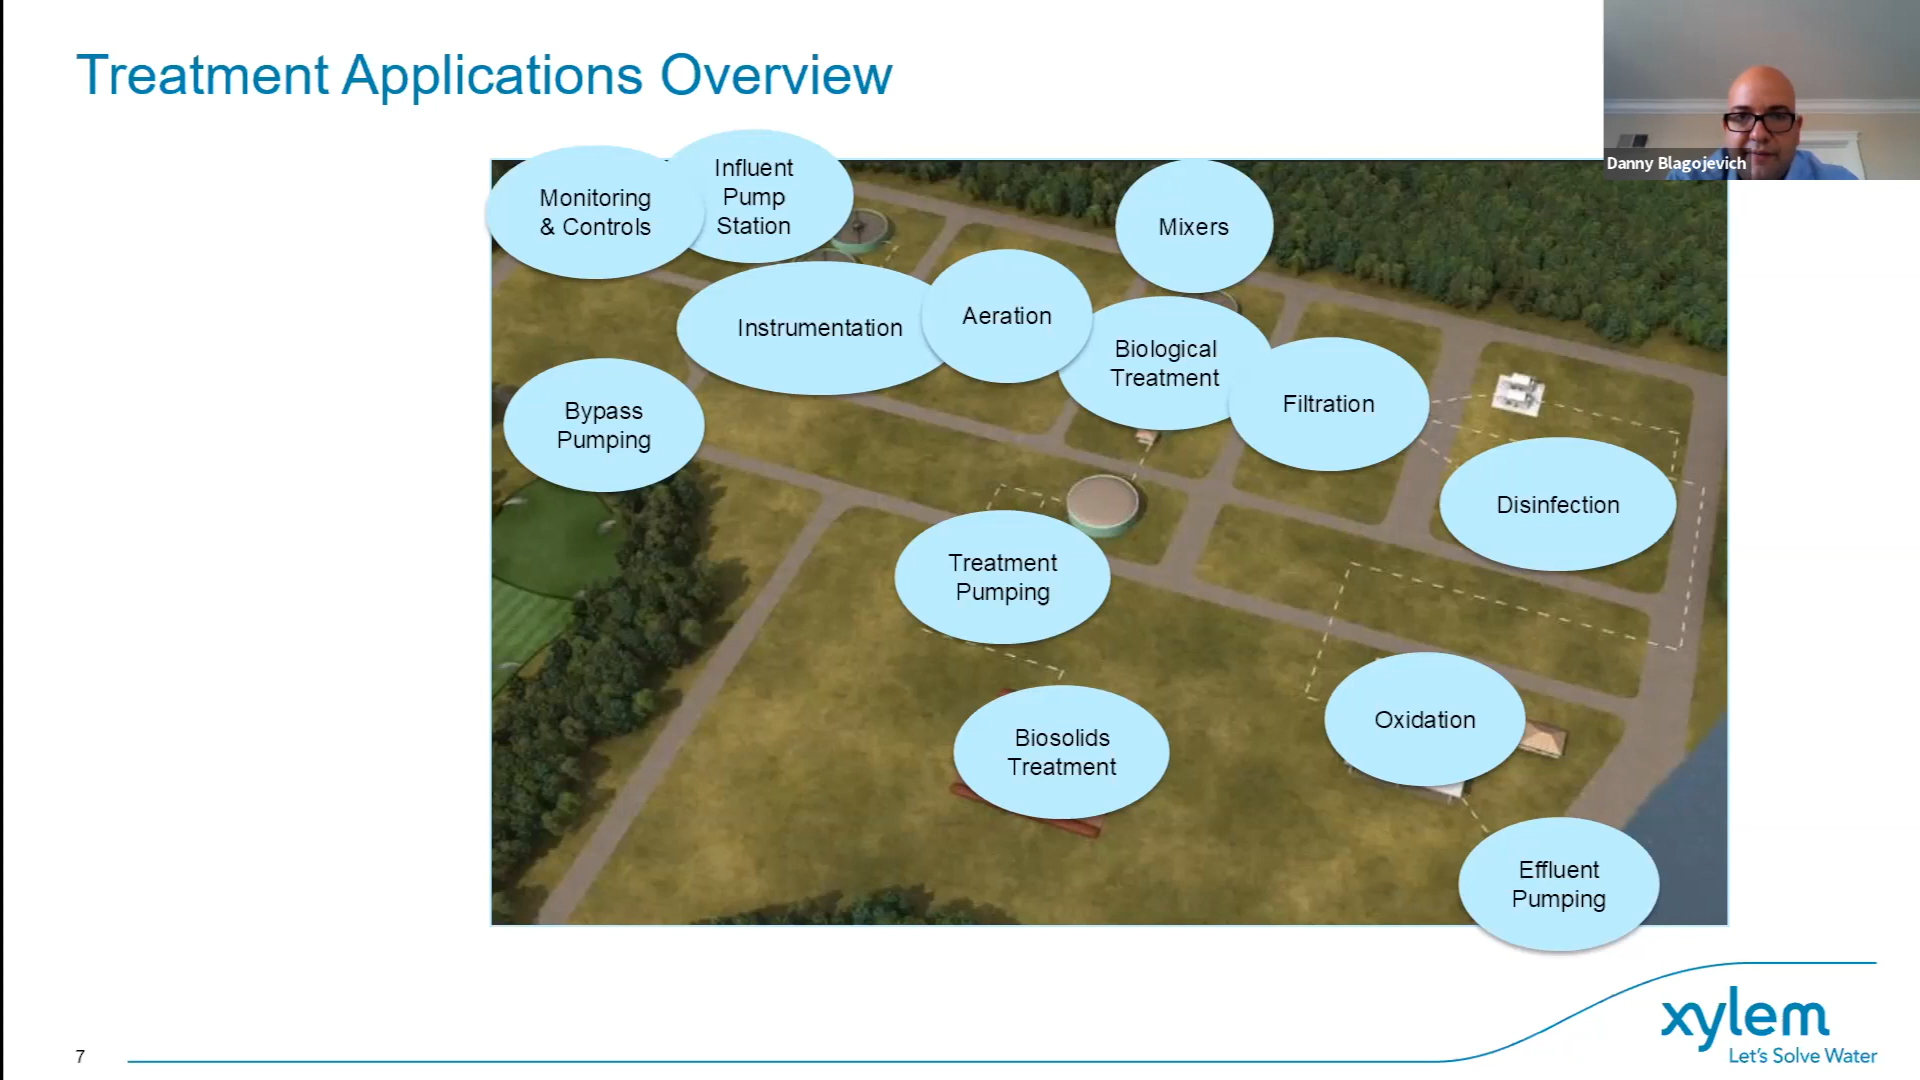 Treatment Applications Overview
Danny Blagojevich
Monitoring
& Controls
Influent
Pump
Station
Mixers
Instrumentation
Aeration
Biological
Treatment
Filtration
Bypass
Pumping
Disinfection
Treatment
Pumping
Biosolids
Treatment
Oxidation
Effluent
Pumping
xylem
Let's Solve Water
7